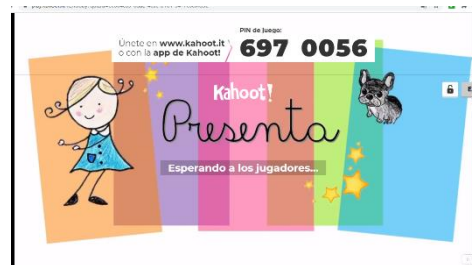 PIN de juego:
Únete en www.kahoot.it
o con la app de Kahoot!
697 0056
Kahoot!
Presenta
Esperando a los jugadores...